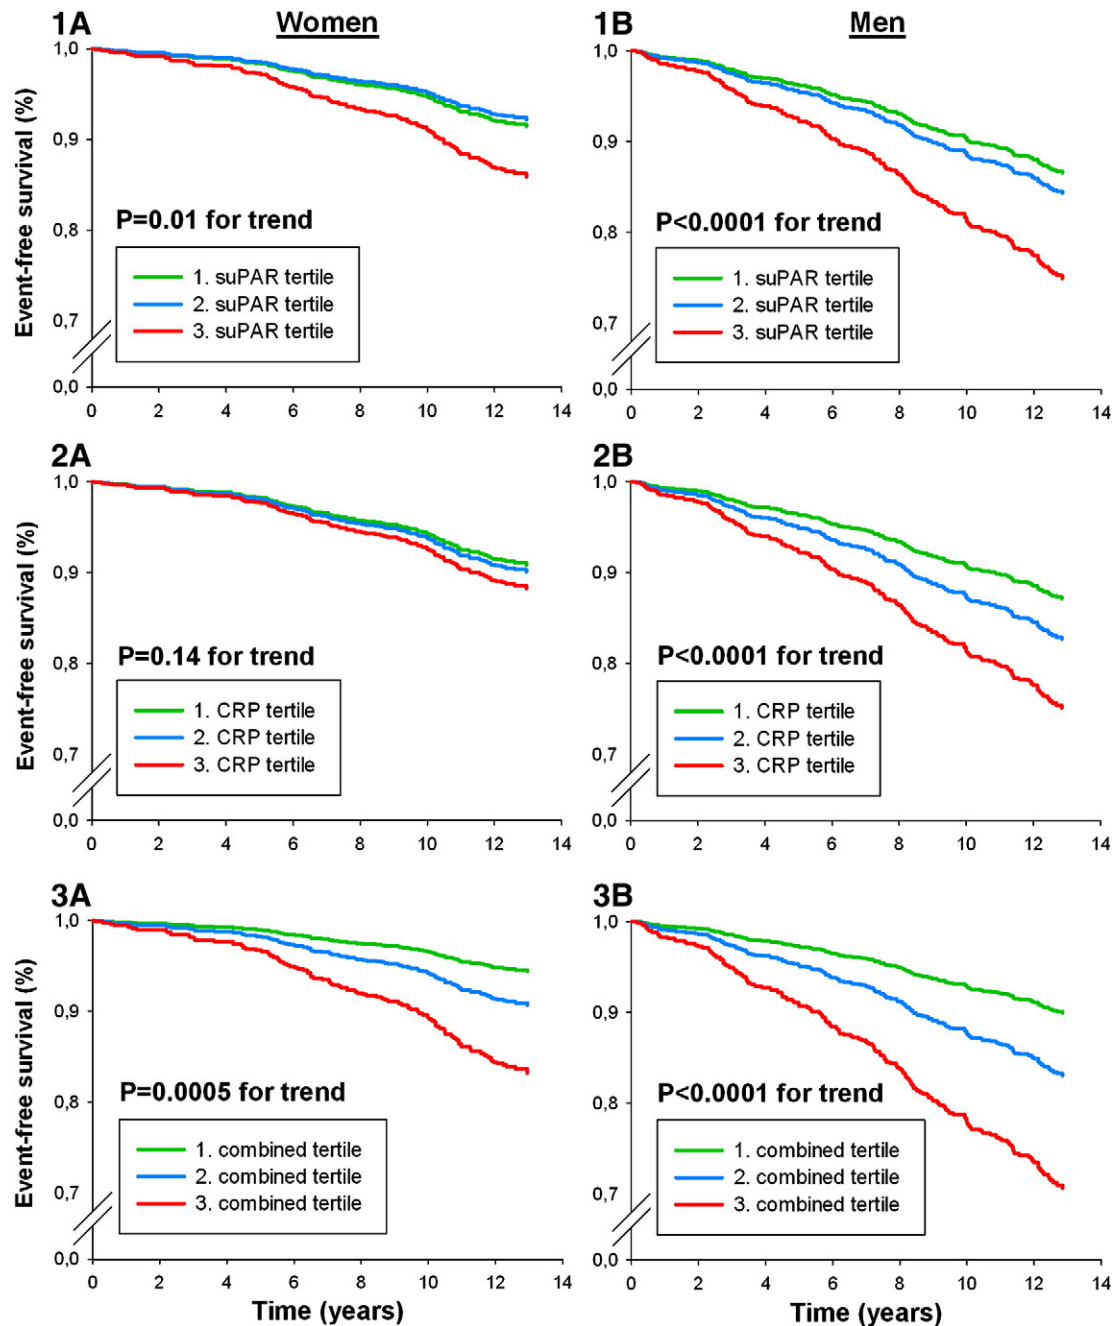 1A
Women
Event-free survival (%)
1,0
0,9
0,8
0,7
0,0
P=0.01 for trend
1. suPAR tertile
2. suPAR tertile
3. suPAR tertile
0 2 4 6 8 10 12 14
1B
Men
1,0
0,9
0,8
0,7
0,0
P<0.0001 for trend
1. suPAR tertile
2. suPAR tertile
3. suPAR tertile
0 2 4 6 8 10 12 14
2A
Event-free survival (%)
1,0
0,9
0,8
0,7
0,0
P=0.14 for trend
1. CRP tertile
2. CRP tertile
3. CRP tertile
0 2 4 6 8 10 12 14
2B
1,0
0,9
0,8
0,7
0,0
P<0.0001 for trend
1. CRP tertile
2. CRP tertile
3. CRP tertile
0 2 4 6 8 10 12 14
3A
Event-free survival (%)
1,0
0,9
0,8
0,7
0,0
P=0.0005 for trend
1. combined tertile
2. combined tertile
3. combined tertile
0 2 4 6 8 10 12 14
Time (years)
3B
1,0
0,9
0,8
0,7
0,0
P<0.0001 for trend
1. combined tertile
2. combined tertile
3. combined tertile
0 2 4 6 8 10 12 14
Time (years)